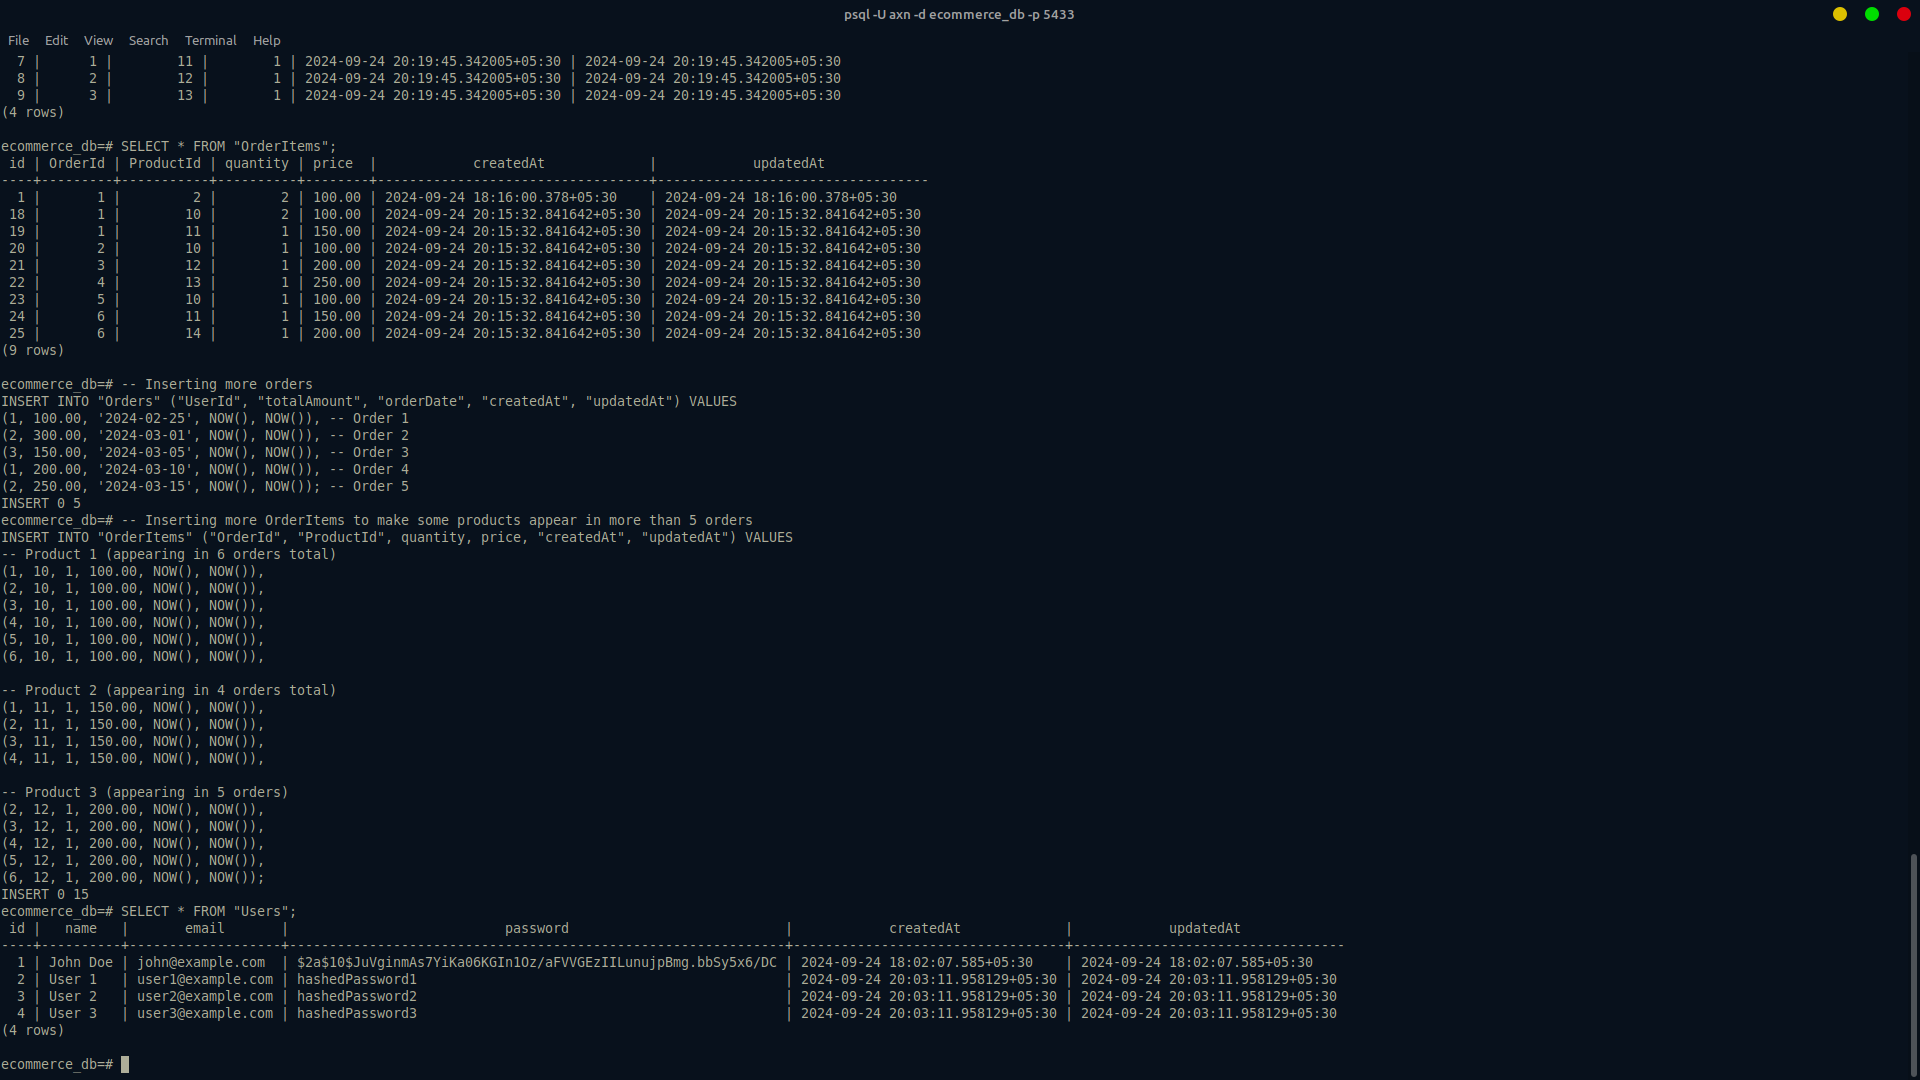 psql -U axn -d ecommerce_db -p 5433
File Edit View Search Terminal Help
  7 |      1 |        11 |        1 | 2024-09-24 20:19:45.342005+05:30 | 2024-09-24 20:19:45.342005+05:30
  8 |      2 |        12 |        1 | 2024-09-24 20:19:45.342005+05:30 | 2024-09-24 20:19:45.342005+05:30
  9 |      3 |        13 |        1 | 2024-09-24 20:19:45.342005+05:30 | 2024-09-24 20:19:45.342005+05:30
(4 rows)
ecommerce_db=# SELECT * FROM "OrderItems";
 id | OrderId | ProductId | quantity | price  |            createdAt             |            updatedAt
----+---------+-----------+----------+--------+----------------------------------+----------------------------------
  1 |       1 |         2 |        2 | 100.00 | 2024-09-24 18:16:00.378+05:30    | 2024-09-24 18:16:00.378+05:30
 18 |       1 |        10 |        2 | 100.00 | 2024-09-24 20:15:32.841642+05:30 | 2024-09-24 20:15:32.841642+05:30
 19 |       1 |        11 |        1 | 150.00 | 2024-09-24 20:15:32.841642+05:30 | 2024-09-24 20:15:32.841642+05:30
 20 |       2 |        10 |        1 | 100.00 | 2024-09-24 20:15:32.841642+05:30 | 2024-09-24 20:15:32.841642+05:30
 21 |       3 |        12 |        1 | 200.00 | 2024-09-24 20:15:32.841642+05:30 | 2024-09-24 20:15:32.841642+05:30
 22 |       4 |        13 |        1 | 250.00 | 2024-09-24 20:15:32.841642+05:30 | 2024-09-24 20:15:32.841642+05:30
 23 |       5 |        10 |        1 | 100.00 | 2024-09-24 20:15:32.841642+05:30 | 2024-09-24 20:15:32.841642+05:30
 24 |       6 |        11 |        1 | 150.00 | 2024-09-24 20:15:32.841642+05:30 | 2024-09-24 20:15:32.841642+05:30
 25 |       6 |        14 |        1 | 200.00 | 2024-09-24 20:15:32.841642+05:30 | 2024-09-24 20:15:32.841642+05:30
(9 rows)
ecommerce_db=# -- Inserting more orders
INSERT INTO "Orders" ("UserId", "totalAmount", "orderDate", "createdAt", "updatedAt") VALUES
(1, 100.00, '2024-02-25', NOW(), NOW()), -- Order 1
(2, 300.00, '2024-03-01', NOW(), NOW()), -- Order 2
(3, 150.00, '2024-03-05', NOW(), NOW()), -- Order 3
(1, 200.00, '2024-03-10', NOW(), NOW()), -- Order 4
(2, 250.00, '2024-03-15', NOW(), NOW()); -- Order 5
INSERT 0 5
ecommerce_db=# -- Inserting more OrderItems to make some products appear in more than 5 orders
INSERT INTO "OrderItems" ("OrderId", "ProductId", quantity, price, "createdAt", "updatedAt") VALUES
-- Product 1 (appearing in 6 orders total)
(1, 10, 1, 100.00, NOW(), NOW()),
(2, 10, 1, 100.00, NOW(), NOW()),
(3, 10, 1, 100.00, NOW(), NOW()),
(4, 10, 1, 100.00, NOW(), NOW()),
(5, 10, 1, 100.00, NOW(), NOW()),
(6, 10, 1, 100.00, NOW(), NOW()),
-- Product 2 (appearing in 4 orders total)
(1, 11, 1, 150.00, NOW(), NOW()),
(2, 11, 1, 150.00, NOW(), NOW()),
(3, 11, 1, 150.00, NOW(), NOW()),
(4, 11, 1, 150.00, NOW(), NOW()),
-- Product 3 (appearing in 5 orders)
(2, 12, 1, 200.00, NOW(), NOW()),
(3, 12, 1, 200.00, NOW(), NOW()),
(4, 12, 1, 200.00, NOW(), NOW()),
(5, 12, 1, 200.00, NOW(), NOW()),
(6, 12, 1, 200.00, NOW(), NOW());
INSERT 0 15
ecommerce_db=# SELECT * FROM "Users";
 id |   name   |       email       |                           password                           |            createdAt             |            updatedAt
----+----------+-------------------+--------------------------------------------------------------+----------------------------------+----------------------------------
  1 | John Doe | john@example.com  | $2a$10$JuVginmAs7YiKa06KGIn1Oz/aFVVGEzIILunujpBmg.bbSy5x6/DC | 2024-09-24 18:02:07.585+05:30    | 2024-09-24 18:02:07.585+05:30
  2 | User 1   | user1@example.com | hashedPassword1                                              | 2024-09-24 20:03:11.958129+05:30 | 2024-09-24 20:03:11.958129+05:30
  3 | User 2   | user2@example.com | hashedPassword2                                              | 2024-09-24 20:03:11.958129+05:30 | 2024-09-24 20:03:11.958129+05:30
  4 | User 3   | user3@example.com | hashedPassword3                                              | 2024-09-24 20:03:11.958129+05:30 | 2024-09-24 20:03:11.958129+05:30
(4 rows)
ecommerce_db=#